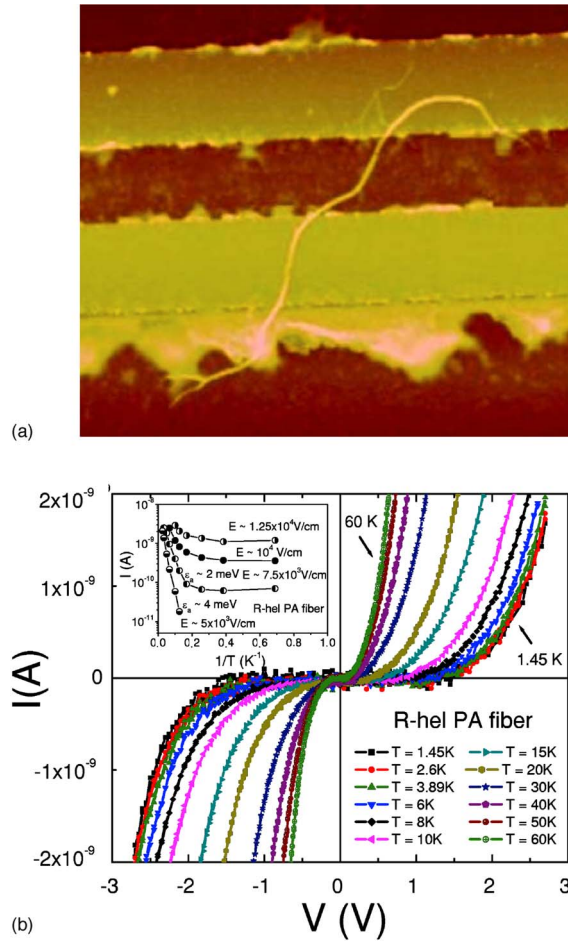 (a)
2x10⁻⁹
1x10⁻⁹
0
-1x10⁻⁹
-2x10⁻⁹
I(A)
10⁻⁸
10⁻⁹
10⁻¹⁰
10⁻¹¹
I (A)
E ~ 1.25x10⁴V/cm
E ~ 10⁴ V/cm
εₐ ~ 2 meV E ~ 7.5x10³V/cm
R-hel PA fiber
εₐ ~ 4 meV
E ~ 5x10³V/cm
0.0 0.2 0.4 0.6 0.8 1.0
1/T (K⁻¹)
60 K
1.45 K
R-hel PA fiber
T = 1.45K T = 15K
T = 2.6K T = 20K
T = 3.89K T = 30K
T = 6K T = 40K
T = 8K T = 50K
T = 10K T = 60K
-3 -2 -1 0 1 2 3
V (V)
(b)